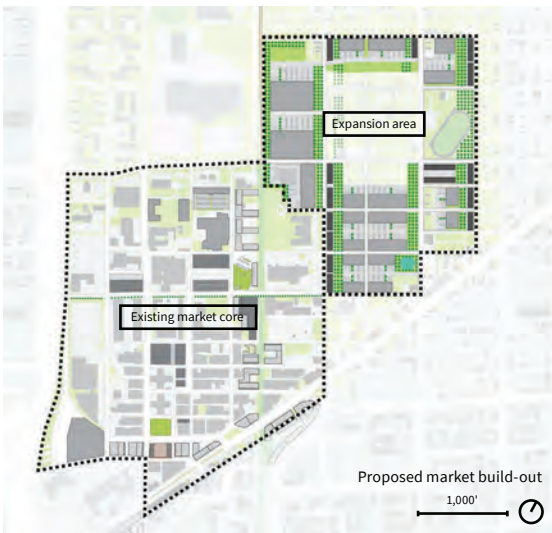 Expansion area
Existing market core
Proposed market build-out
1,000'